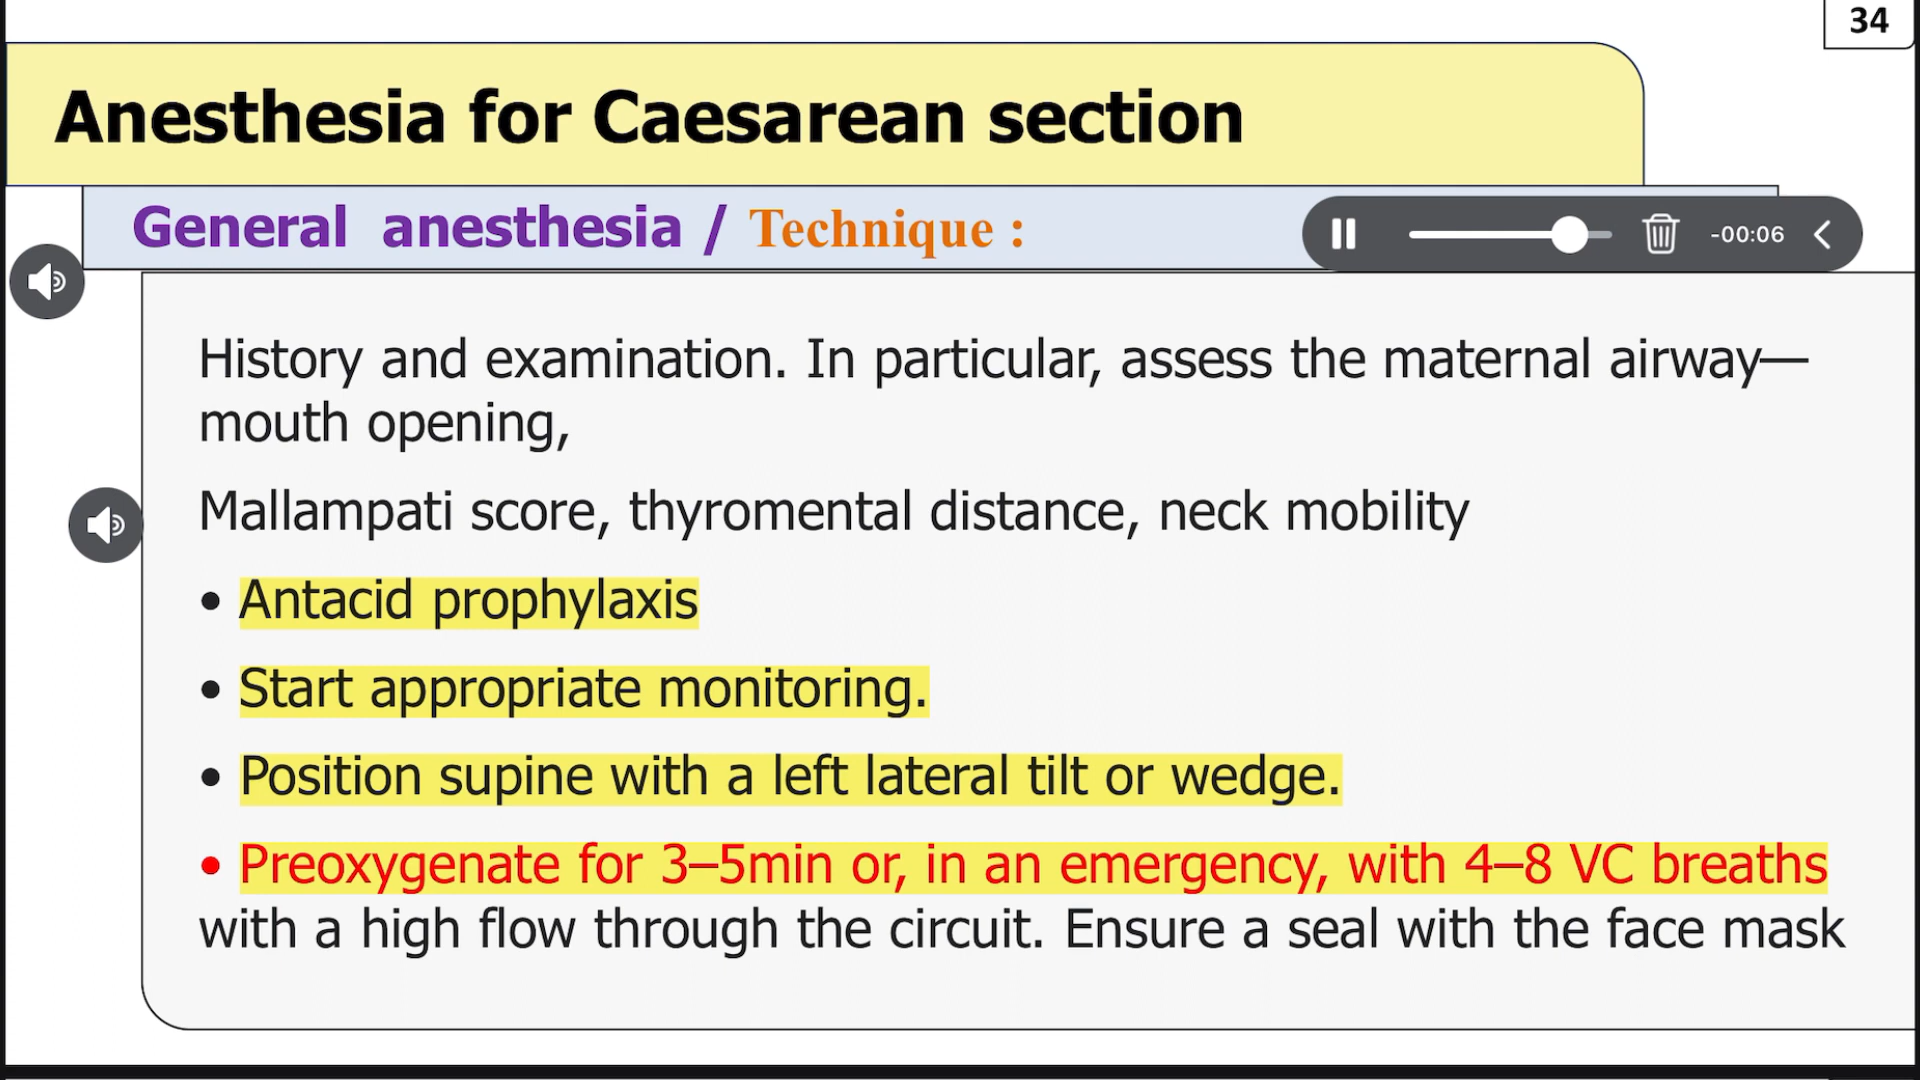 34
Anesthesia for Caesarean section
General anesthesia / Technique :
-00:06
History and examination. In particular, assess the maternal airway—
mouth opening,
Mallampati score, thyromental distance, neck mobility
• Antacid prophylaxis
• Start appropriate monitoring.
• Position supine with a left lateral tilt or wedge.
• Preoxygenate for 3–5min or, in an emergency, with 4–8 VC breaths
with a high flow through the circuit. Ensure a seal with the face mask